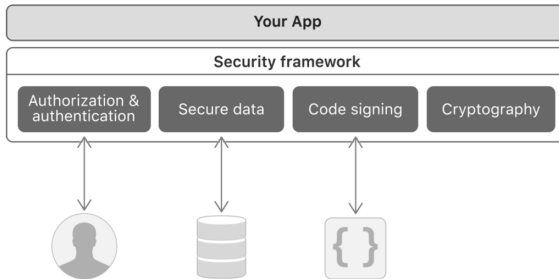 Your App
Security framework
Authorization &
authentication
Secure data
Code signing
Cryptography
{ }